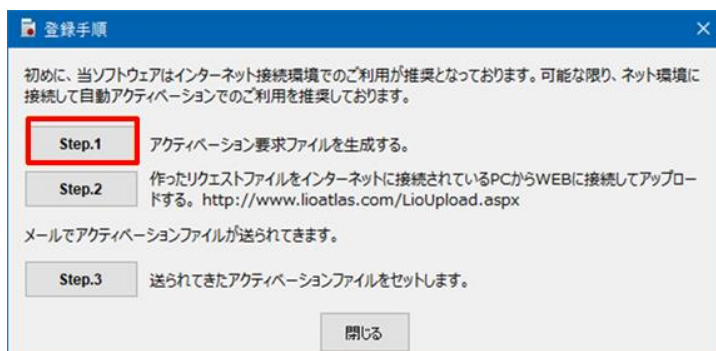 登録手順
初めに、当ソフトウェアはインターネット接続環境でのご利用が推奨となっております。可能な限り、ネット環境に
接続して自動アクティベーションでのご利用を推奨しております。
Step.1 アクティベーション要求ファイルを生成する。
Step.2 作ったリクエストファイルをインターネットに接続されているPCからWEBに接続してアップロー
ドする。http://www.lioatlas.com/LioUpload.aspx
メールでアクティベーションファイルが送られてきます。
Step.3 送られてきたアクティベーションファイルをセットします。
閉じる